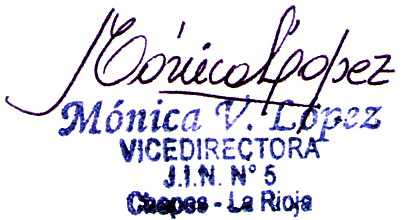 Mónica López
Mónica V. López
VICEDIRECTORA
J.I.N. N° 5
Chepes - La Rioja